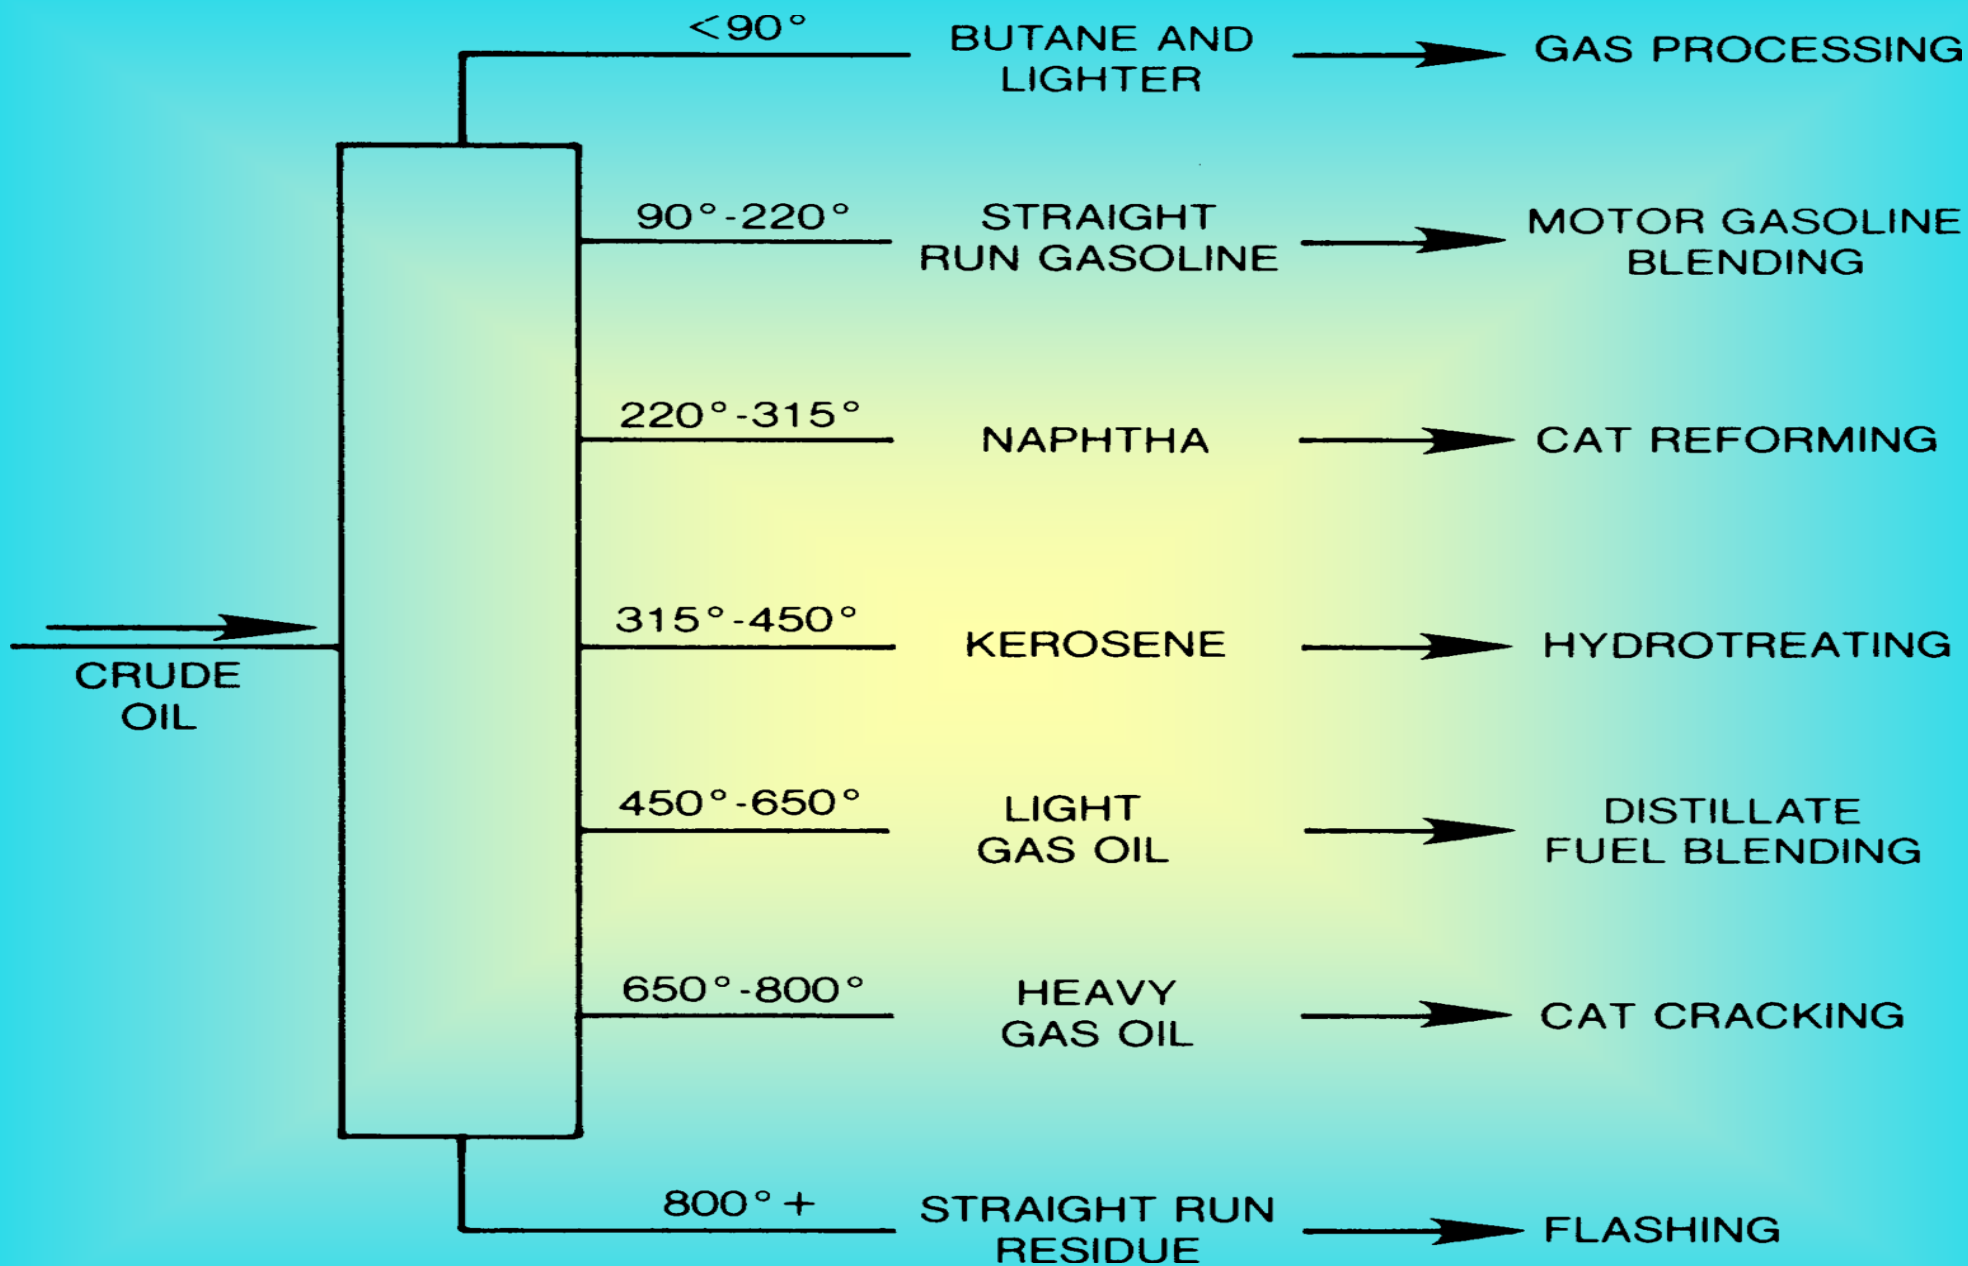 <90°
BUTANE AND
LIGHTER
GAS PROCESSING
90°-220°
STRAIGHT
RUN GASOLINE
MOTOR GASOLINE
BLENDING
220°-315°
NAPHTHA
CAT REFORMING
CRUDE
OIL
315°-450°
KEROSENE
HYDROTREATING
450°-650°
LIGHT
GAS OIL
DISTILLATE
FUEL BLENDING
650°-800°
HEAVY
GAS OIL
CAT CRACKING
800°+
STRAIGHT RUN
RESIDUE
FLASHING